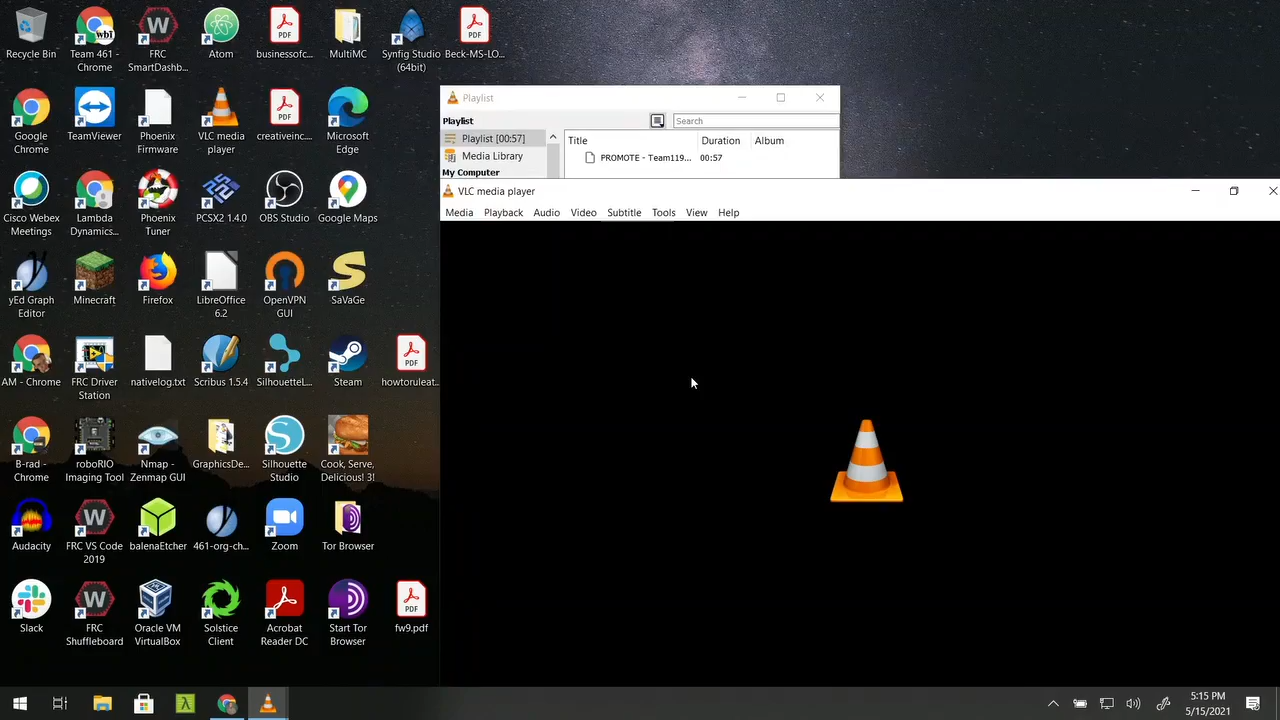 Recycle Bin
Team 461 -
Chrome
FRC
SmartDashb...
Atom
businessofc...
MultiMC
Synfig Studio
(64bit)
Beck-MS-LO...
Google
Chrome
TeamViewer
Phoenix
Firmware
VLC media
player
creativeinc....
Microsoft
Edge
Cisco Webex
Meetings
Lambda
Dynamics...
Phoenix
Tuner
PCSX2 1.4.0
OBS Studio
Google Maps
yEd Graph
Editor
Minecraft
Firefox
LibreOffice
6.2
OpenVPN
GUI
SaVaGe
AM - Chrome
FRC Driver
Station
nativelog.txt
Scribus 1.5.4
SilhouetteL...
Steam
howtoruleat...
B-rad -
Chrome
roboRIO
Imaging Tool
Nmap -
Zenmap GUI
GraphicsDe...
Silhouette
Studio
Cook, Serve,
Delicious! 3!
Audacity
FRC VS Code
2019
balenaEtcher
461-org-ch...
Zoom
Tor Browser
Slack
FRC
Shuffleboard
Oracle VM
VirtualBox
Solstice
Client
Acrobat
Reader DC
Start Tor
Browser
fw9.pdf
Playlist
Playlist
Search
Playlist [00:57]
Title Duration Album
Media Library
PROMOTE - Team119... 00:57
My Computer
VLC media player
Media Playback Audio Video Subtitle Tools View Help
5:15 PM
5/15/2021